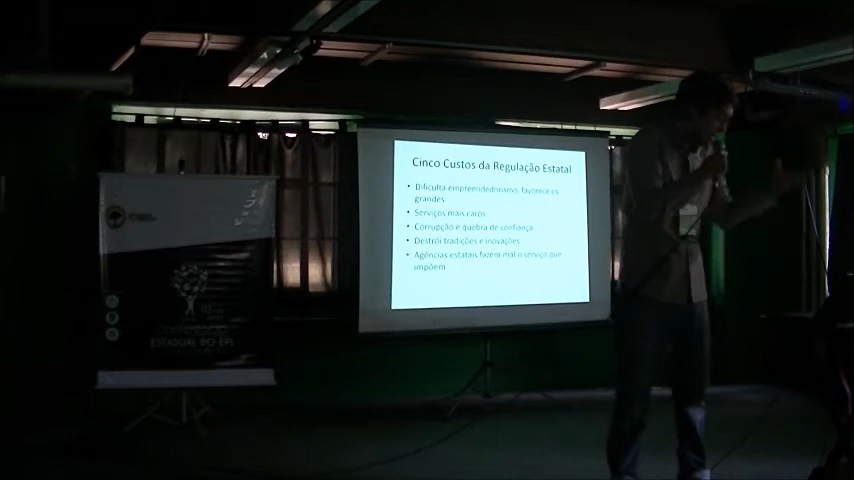 Cinco Custos da Regulação Estatal
• Dificulta empreendedorismo, favorece os
grandes
• Serviços mais caros
• Corrupção e quebra de confiança
• Destrói tradições e inovações
• Agências estatais fazem mal o serviço que
impõem
ESTADUAL DO EPL